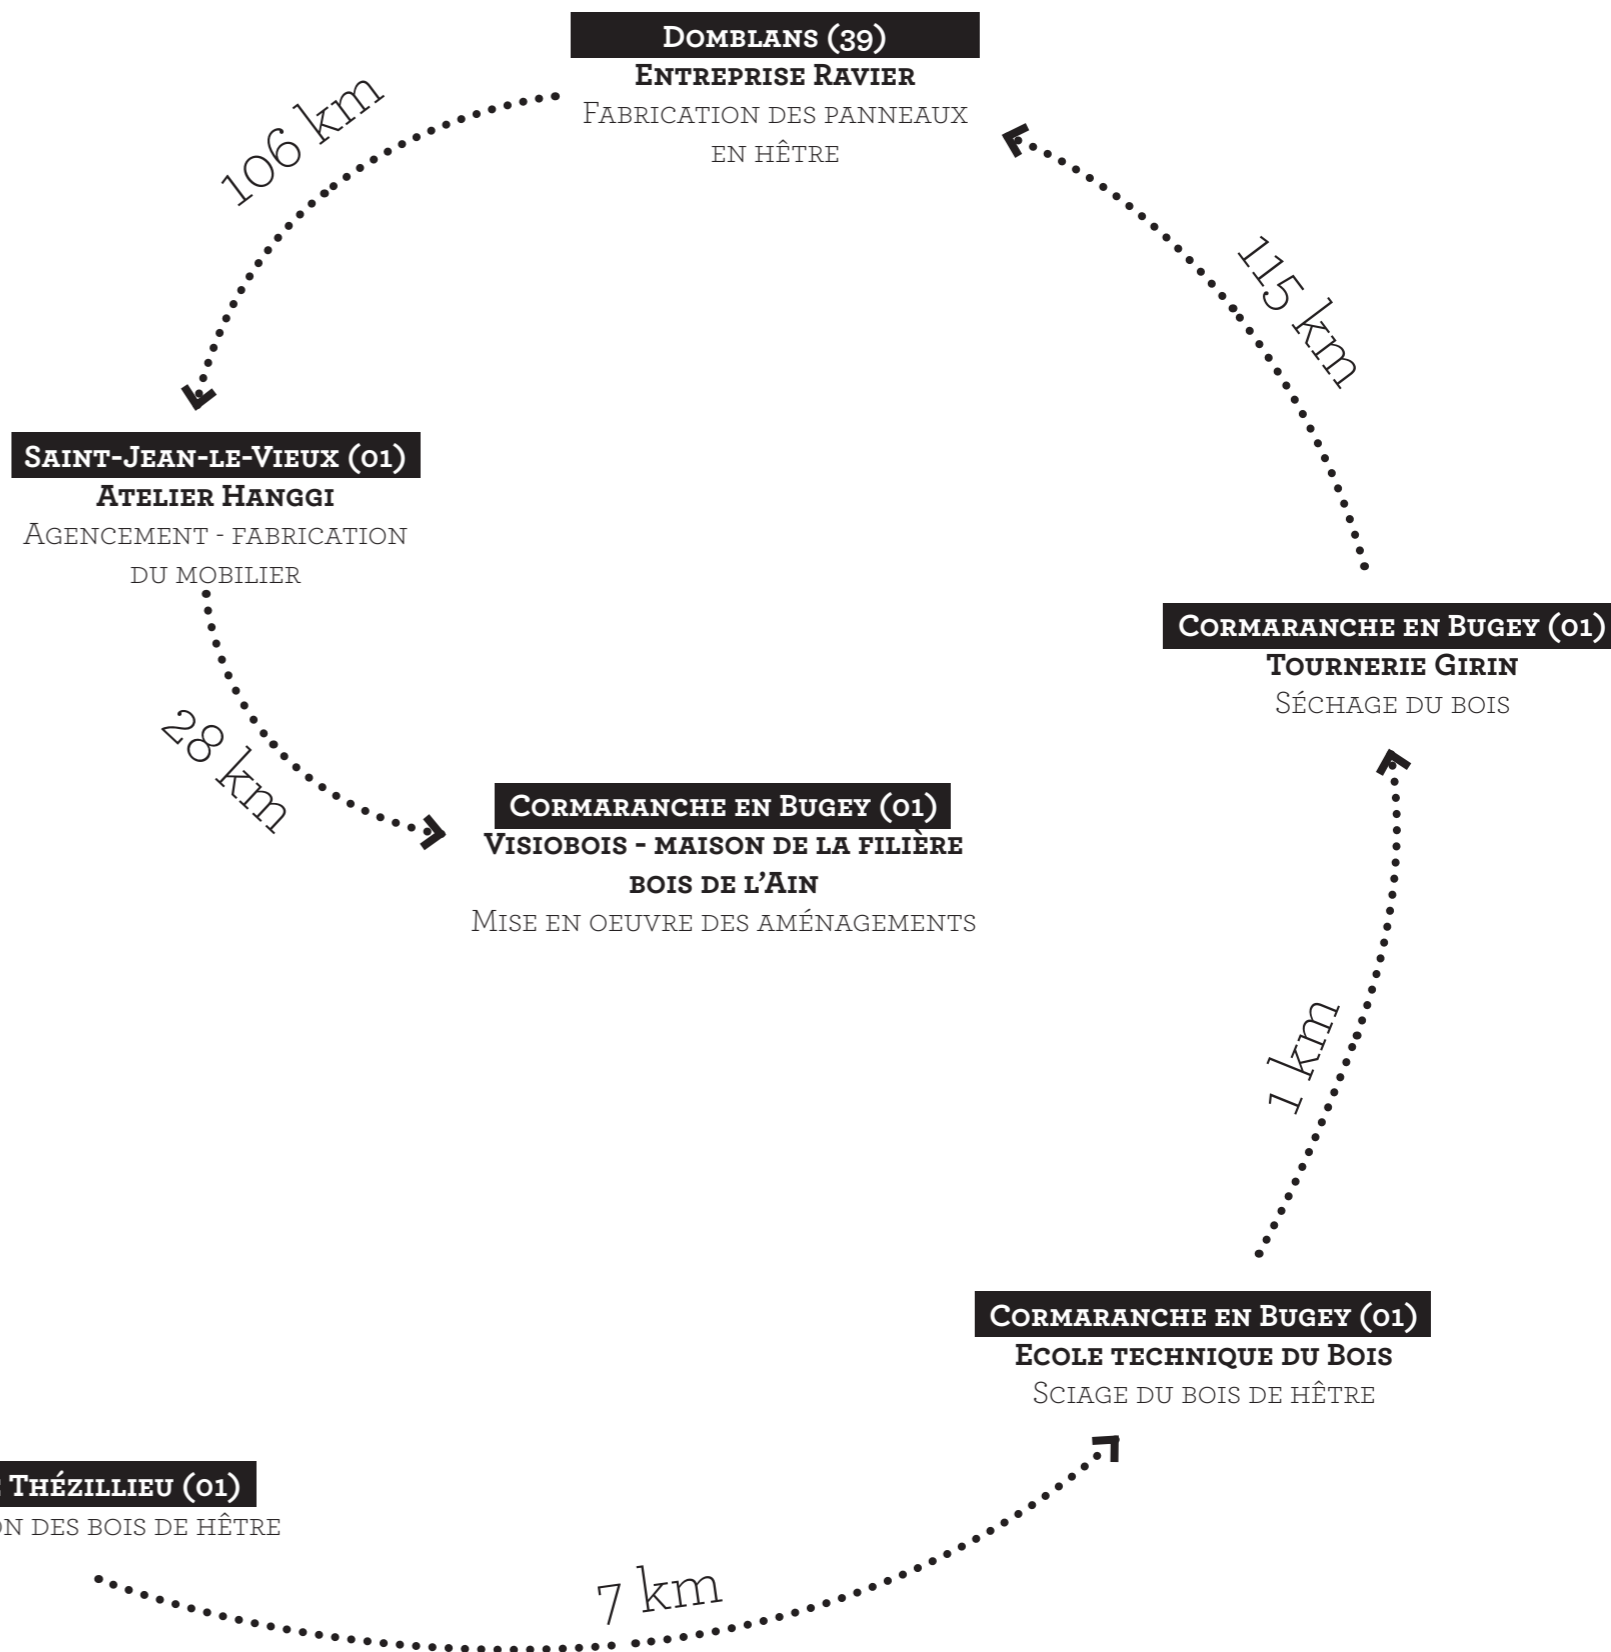 Domblans (39)
Entreprise Ravier
Fabrication des panneaux
en hêtre
106 km
115 km
Saint-Jean-le-Vieux (01)
Atelier Hanggi
Agencement - fabrication
du mobilier
Cormaranche en Bugey (01)
Tournerie Girin
Séchage du bois
28 km
Cormaranche en Bugey (01)
Visiobois - maison de la filière
bois de l'Ain
Mise en oeuvre des aménagements
1 km
Cormaranche en Bugey (01)
Ecole technique du Bois
Sciage du bois de hêtre
Thézillieu (01)
des bois de hêtre
7 km